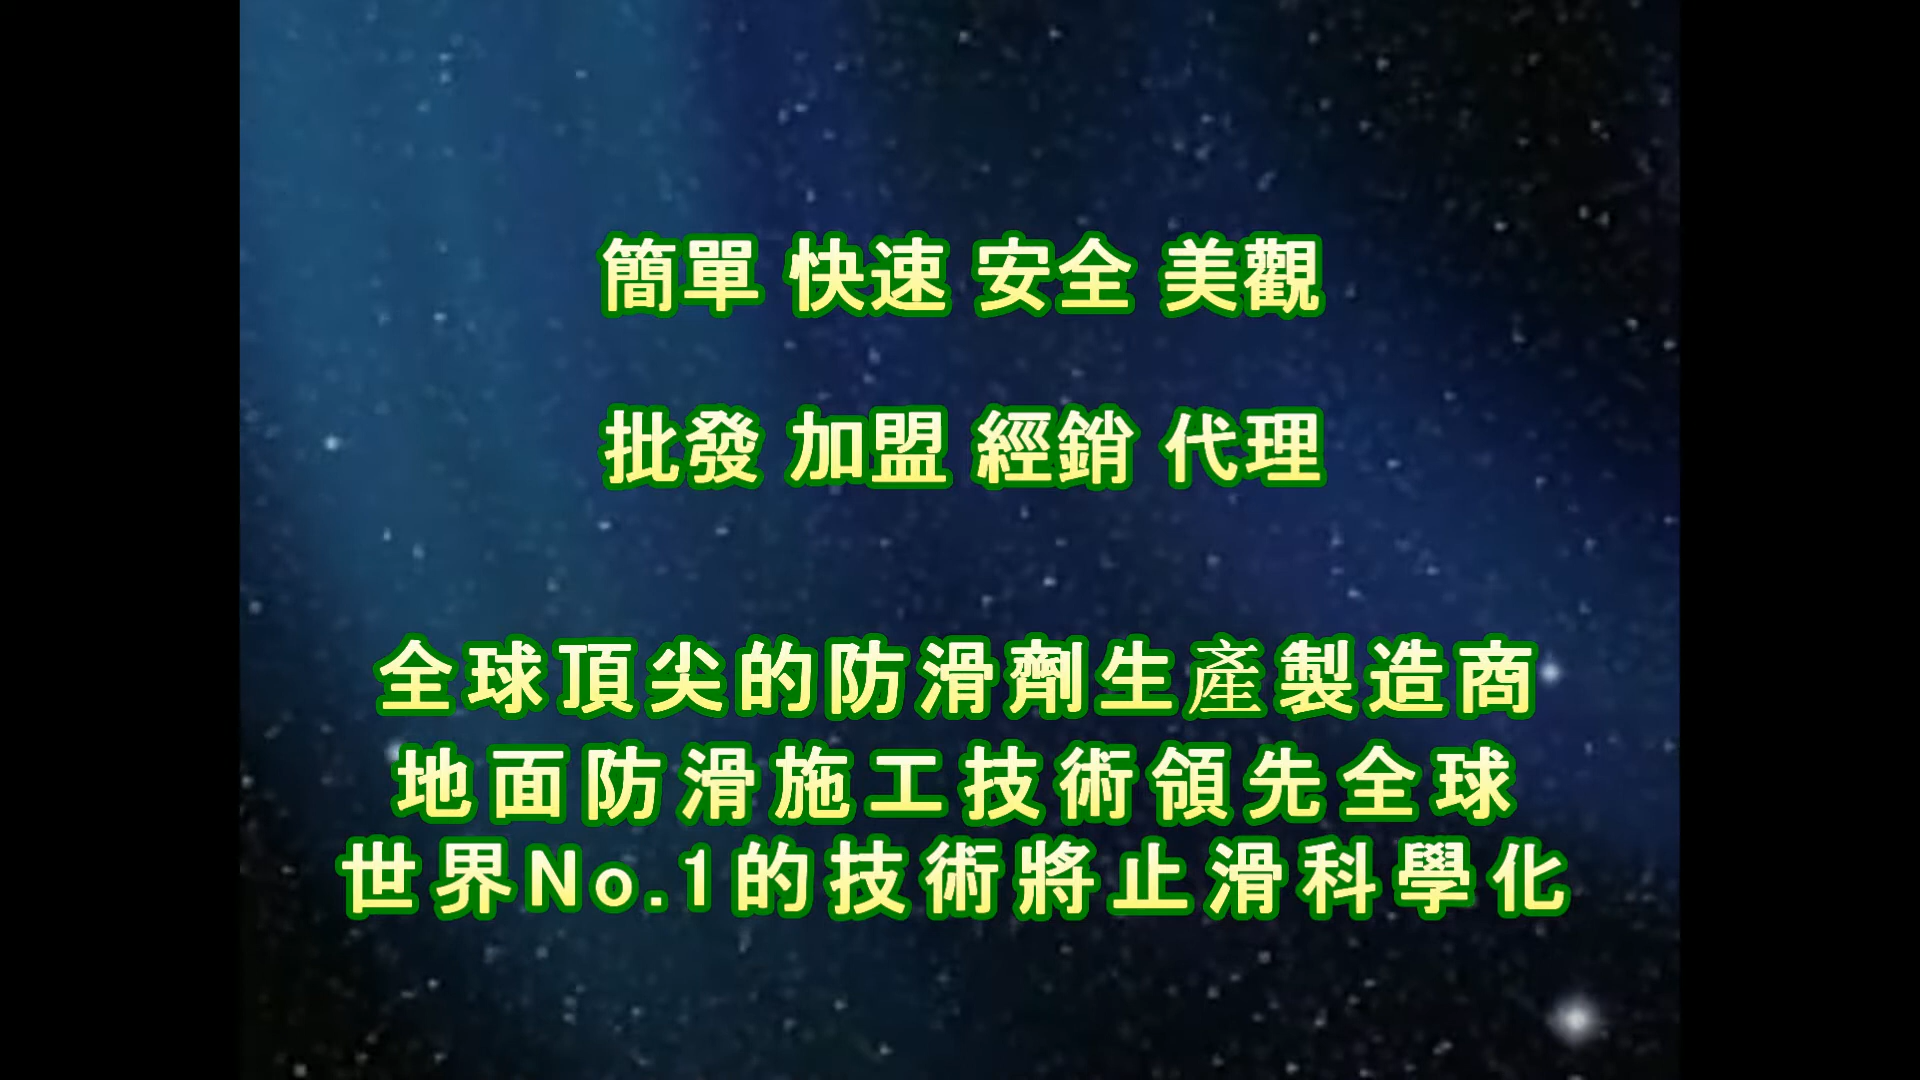 簡單 快速 安全 美觀
批發 加盟 經銷 代理
全球頂尖的防滑劑生產製造商
地面防滑施工技術領先全球
世界No.1的技術將止滑科學化